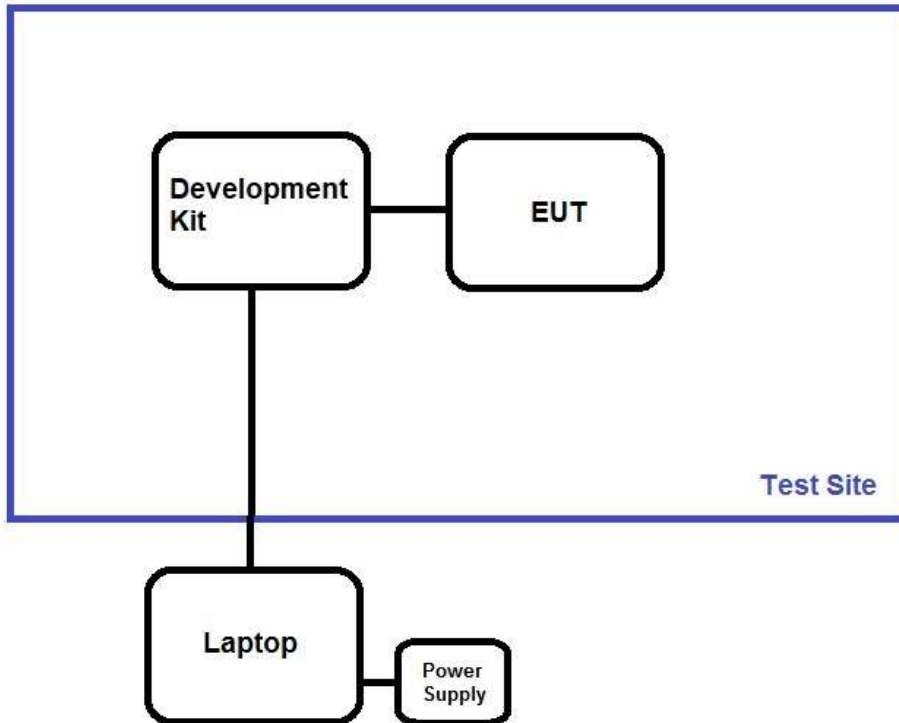 Development
Kit
EUT
Test Site
Laptop
Power
Supply